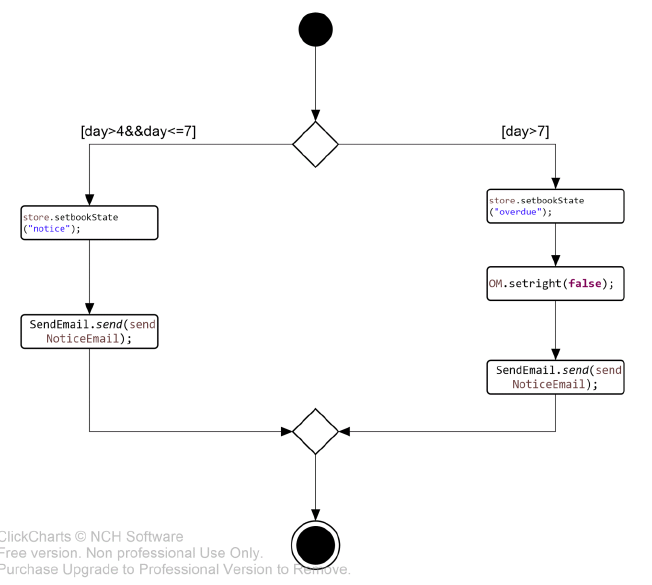 [day>4&&day<=7]
[day>7]
store.setbookState
("notice");
store.setbookState
("overdue");
OM.setright(false);
SendEmail.send(send
NoticeEmail);
SendEmail.send(send
NoticeEmail);
ClickCharts © NCH Software
Free version. Non professional Use Only.
Purchase Upgrade to Professional Version to Remove.